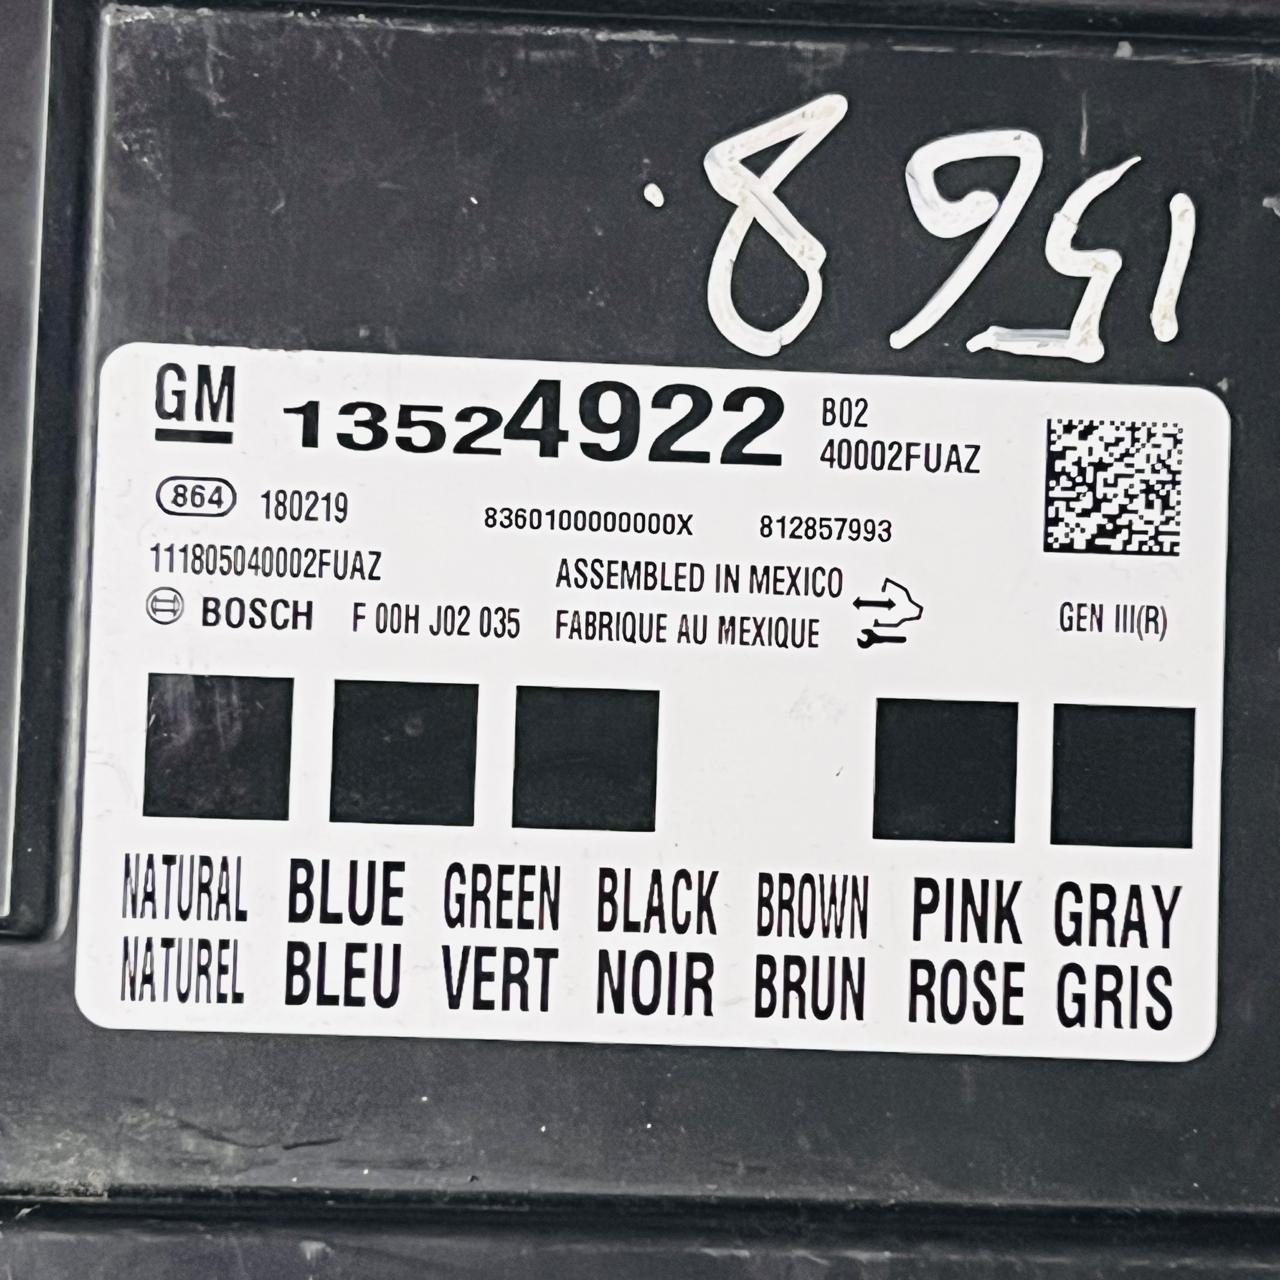 1568.
GM 13524922 B02
40002FUAZ
864 180219 8360100000000X 812857993
111805040002FUAZ ASSEMBLED IN MEXICO
BOSCH F 00H J02 035 FABRIQUE AU MEXIQUE GEN III(R)
NATURAL BLUE GREEN BLACK BROWN PINK GRAY
NATUREL BLEU VERT NOIR BRUN ROSE GRIS